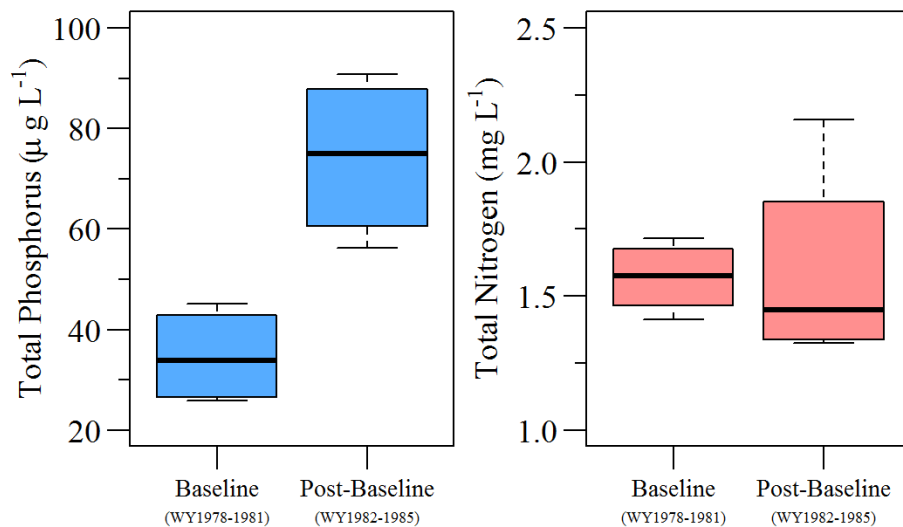 Total Phosphorus (μ g L⁻¹)
100
80
60
40
20
Baseline
(WY1978-1981)
Post-Baseline
(WY1982-1985)
Total Nitrogen (mg L⁻¹)
2.5
2.0
1.5
1.0
Baseline
(WY1978-1981)
Post-Baseline
(WY1982-1985)